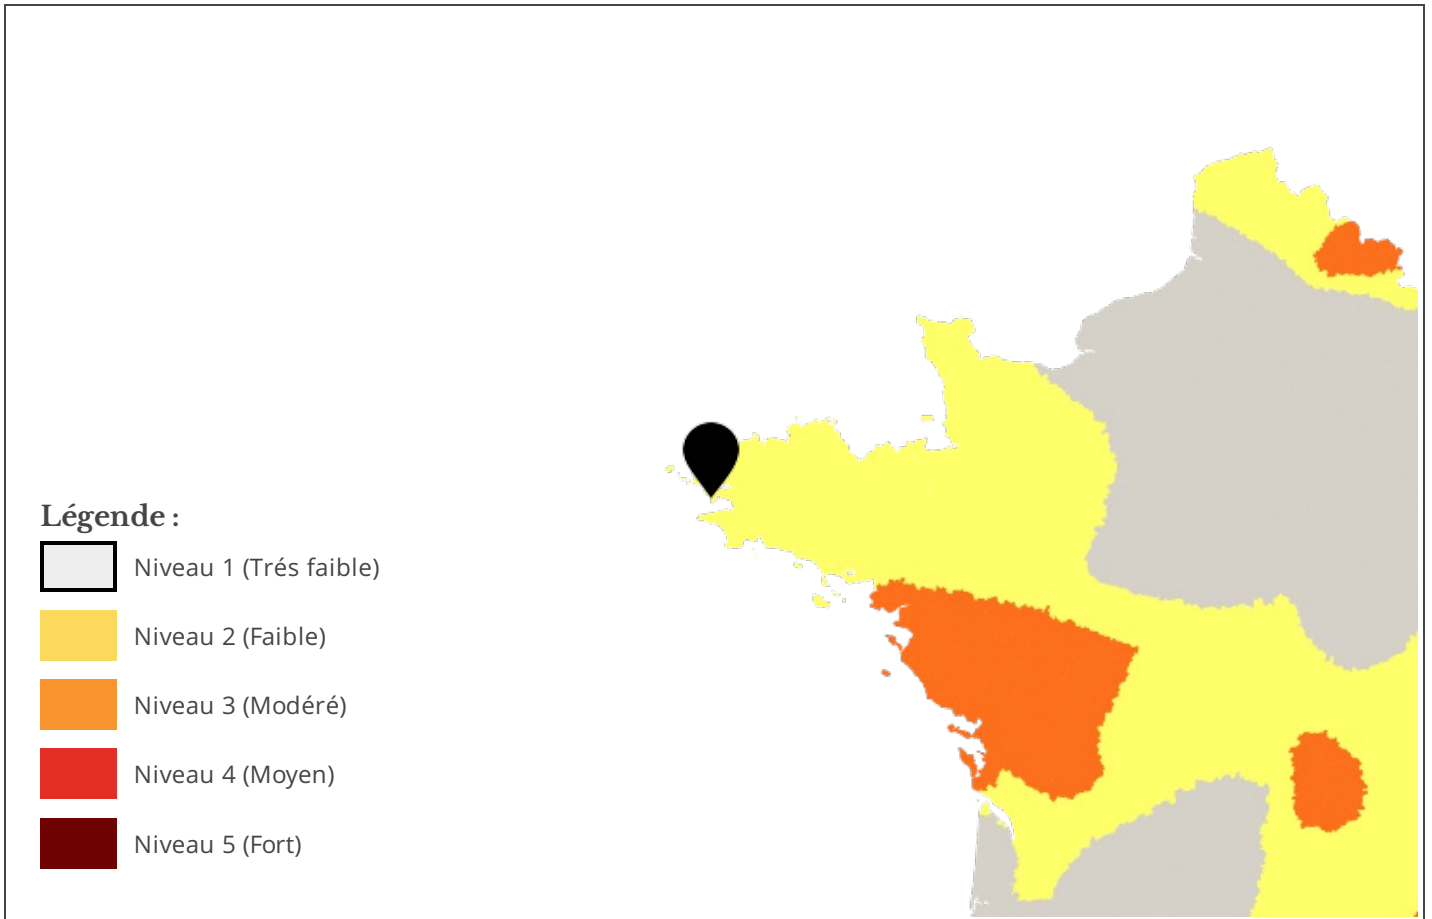 Légende :
Niveau 1 (Trés faible)
Niveau 2 (Faible)
Niveau 3 (Modéré)
Niveau 4 (Moyen)
Niveau 5 (Fort)